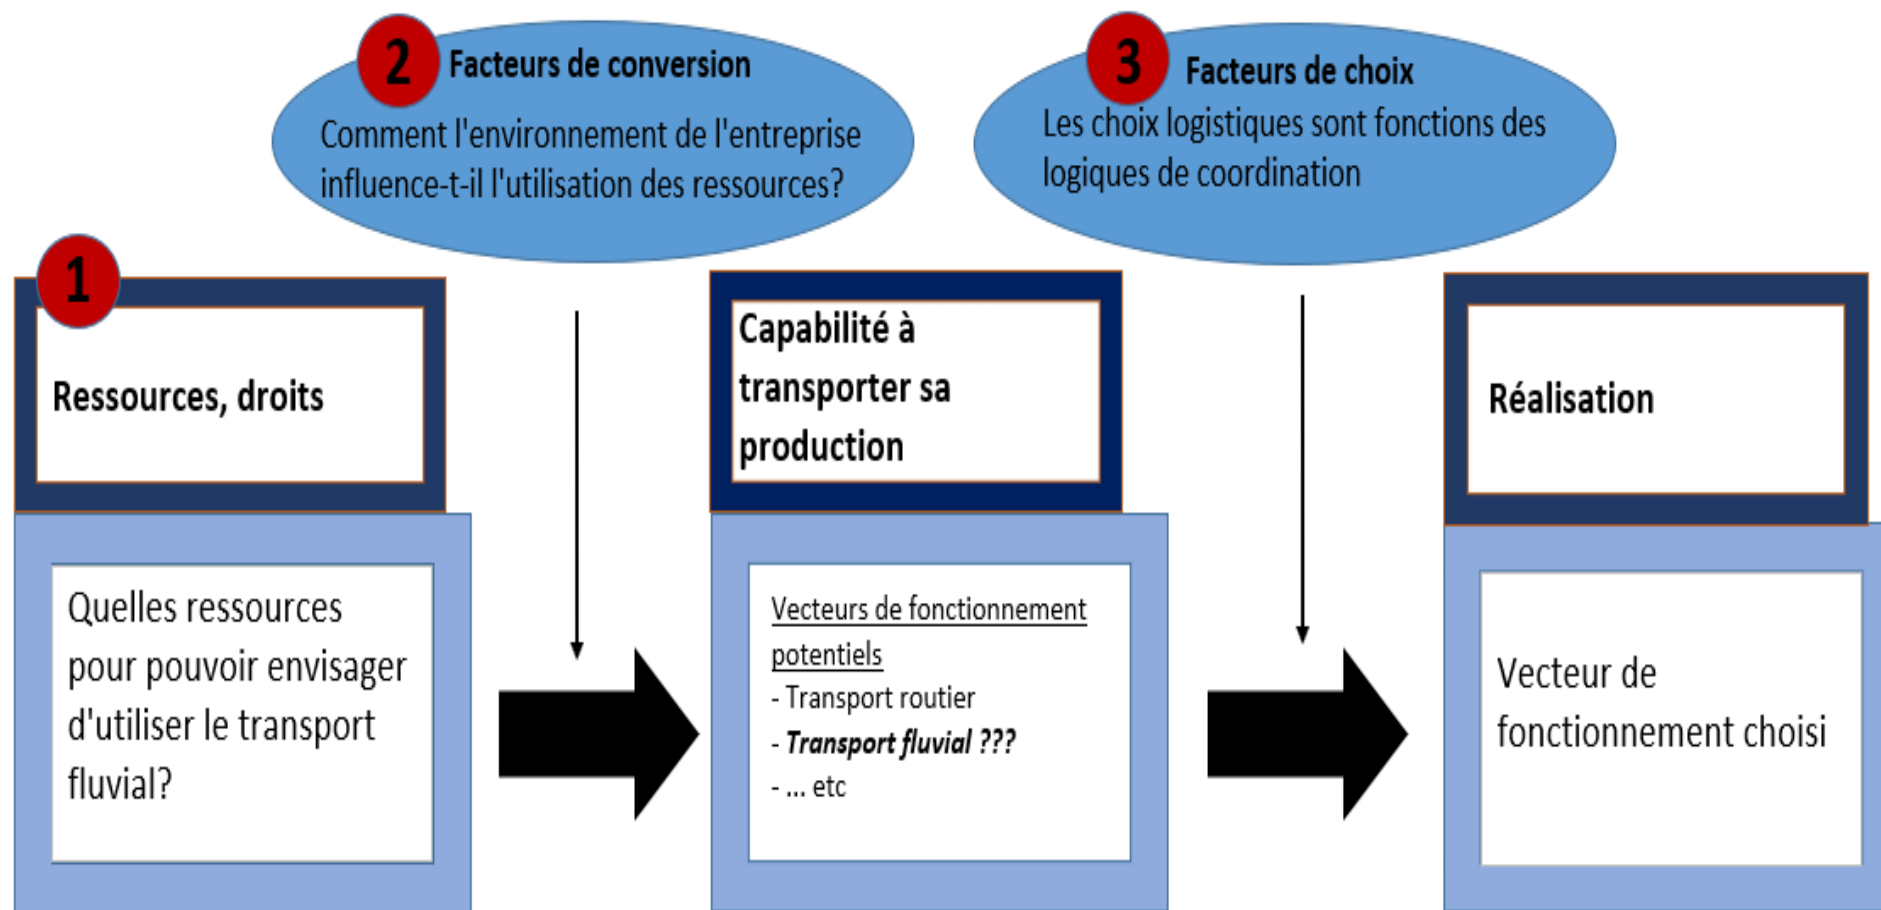 2
Facteurs de conversion
Comment l'environnement de l'entreprise
influence-t-il l'utilisation des ressources?
3
Facteurs de choix
Les choix logistiques sont fonctions des
logiques de coordination
1
Ressources, droits
Quelles ressources
pour pouvoir envisager
d'utiliser le transport
fluvial?
Capabilité à
transporter sa
production
Vecteurs de fonctionnement
potentiels
- Transport routier
- Transport fluvial ???
- ... etc
Réalisation
Vecteur de
fonctionnement choisi